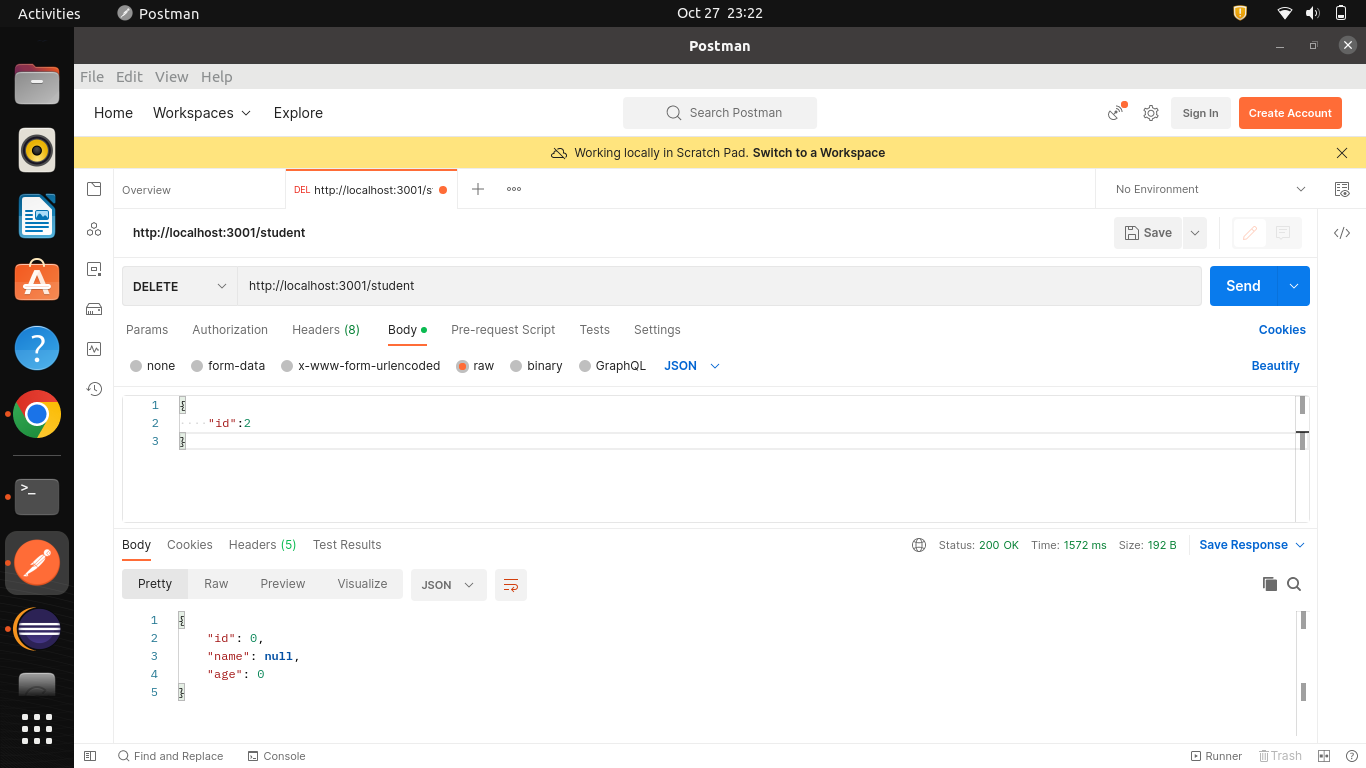 Activities Postman Oct 27 23:22
Postman
File Edit View Help
Home Workspaces Explore Search Postman Sign In Create Account
Working locally in Scratch Pad. Switch to a Workspace
Overview DEL http://localhost:3001/s No Environment
http://localhost:3001/student Save
DELETE http://localhost:3001/student Send
Params Authorization Headers (8) Body Pre-request Script Tests Settings Cookies
none form-data x-www-form-urlencoded raw binary GraphQL JSON Beautify
1 {
2 "id":2
3 }
Body Cookies Headers (5) Test Results Status: 200 OK Time: 1572 ms Size: 192 B Save Response
Pretty Raw Preview Visualize JSON
1 {
2 "id": 0,
3 "name": null,
4 "age": 0
5 }
Find and Replace Console Runner Trash